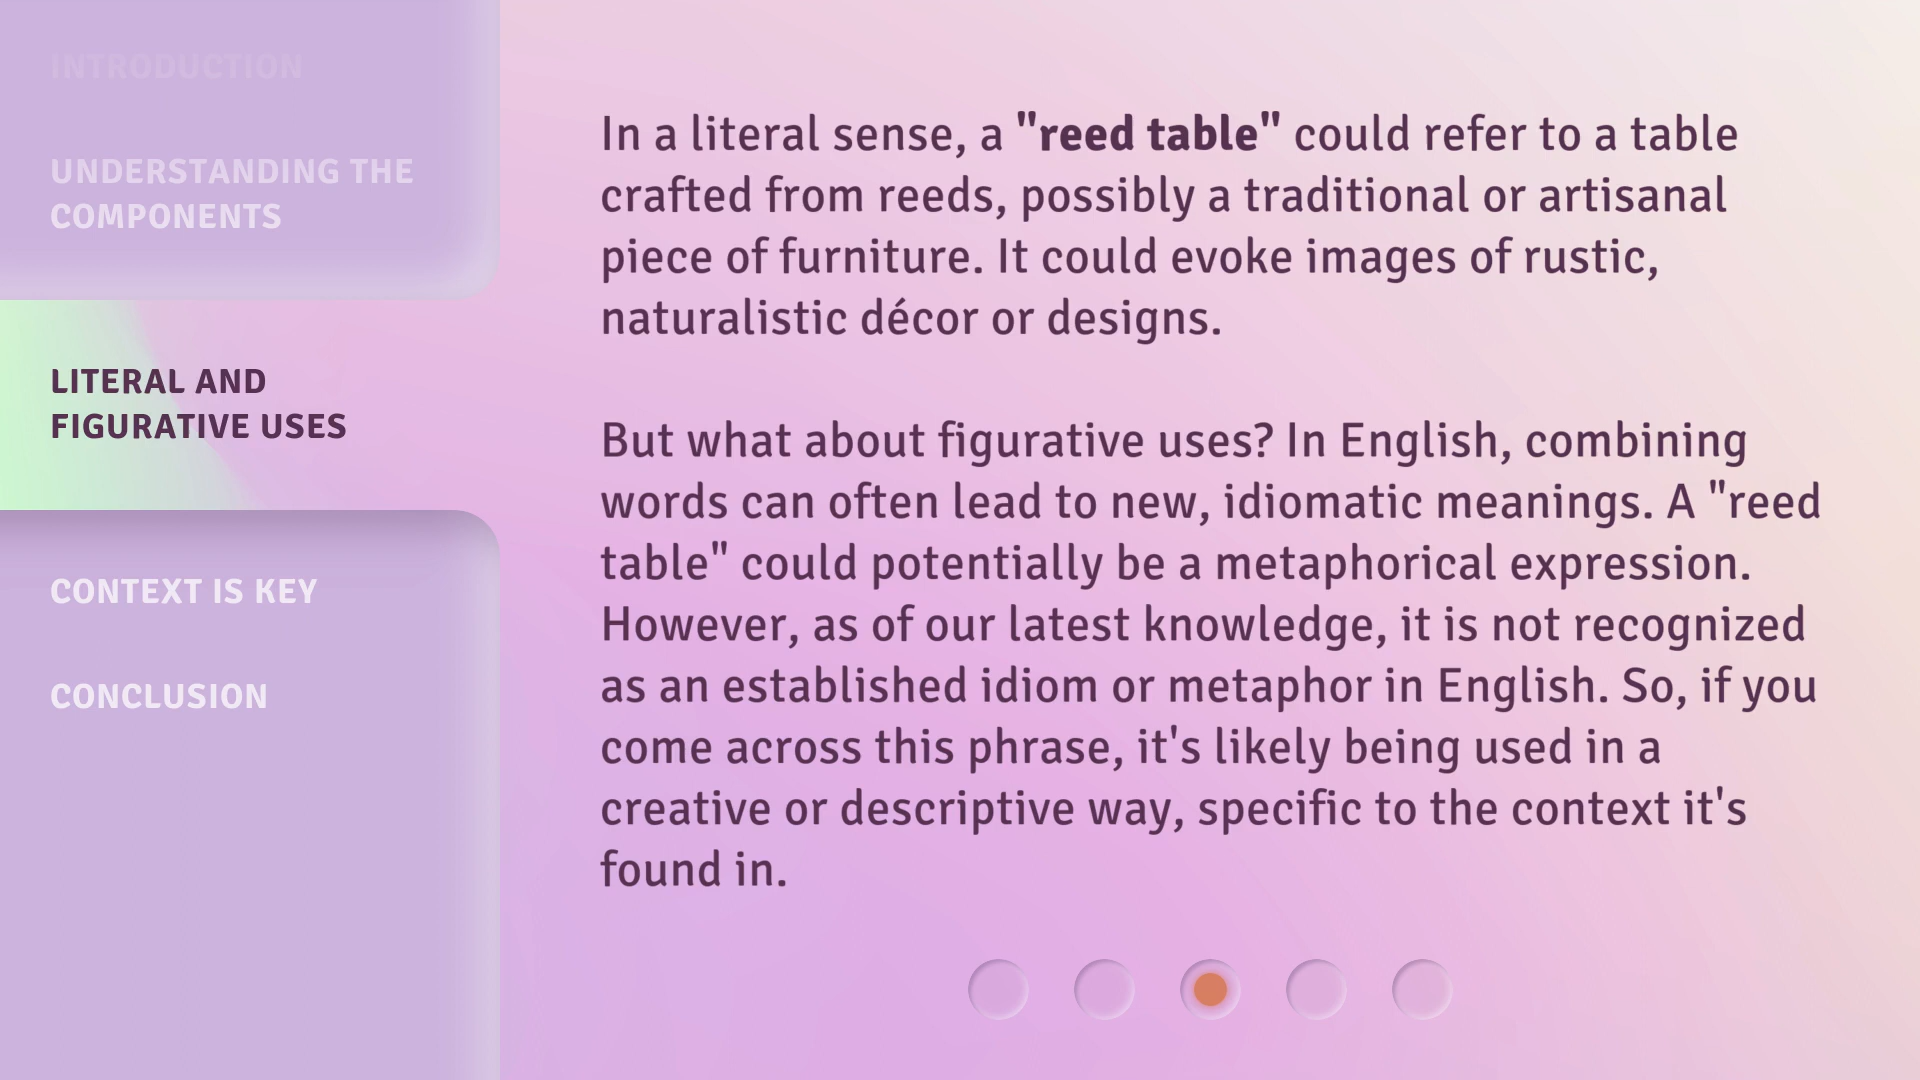 INTRODUCTION
UNDERSTANDING THE
COMPONENTS
LITERAL AND
FIGURATIVE USES
CONTEXT IS KEY
CONCLUSION
In a literal sense, a "reed table" could refer to a table
crafted from reeds, possibly a traditional or artisanal
piece of furniture. It could evoke images of rustic,
naturalistic décor or designs.
But what about figurative uses? In English, combining
words can often lead to new, idiomatic meanings. A "reed
table" could potentially be a metaphorical expression.
However, as of our latest knowledge, it is not recognized
as an established idiom or metaphor in English. So, if you
come across this phrase, it's likely being used in a
creative or descriptive way, specific to the context it's
found in.